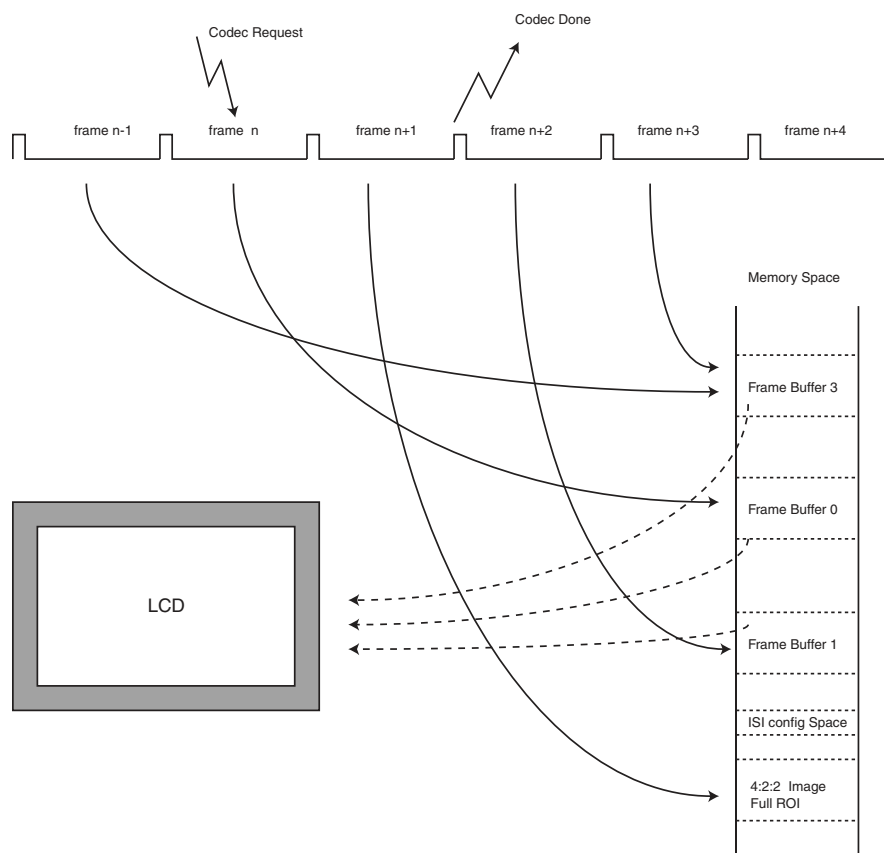 Codec Request
Codec Done
frame n-1
frame n
frame n+1
frame n+2
frame n+3
frame n+4
Memory Space
Frame Buffer 3
Frame Buffer 0
LCD
Frame Buffer 1
ISI config Space
4:2:2 Image
Full ROI